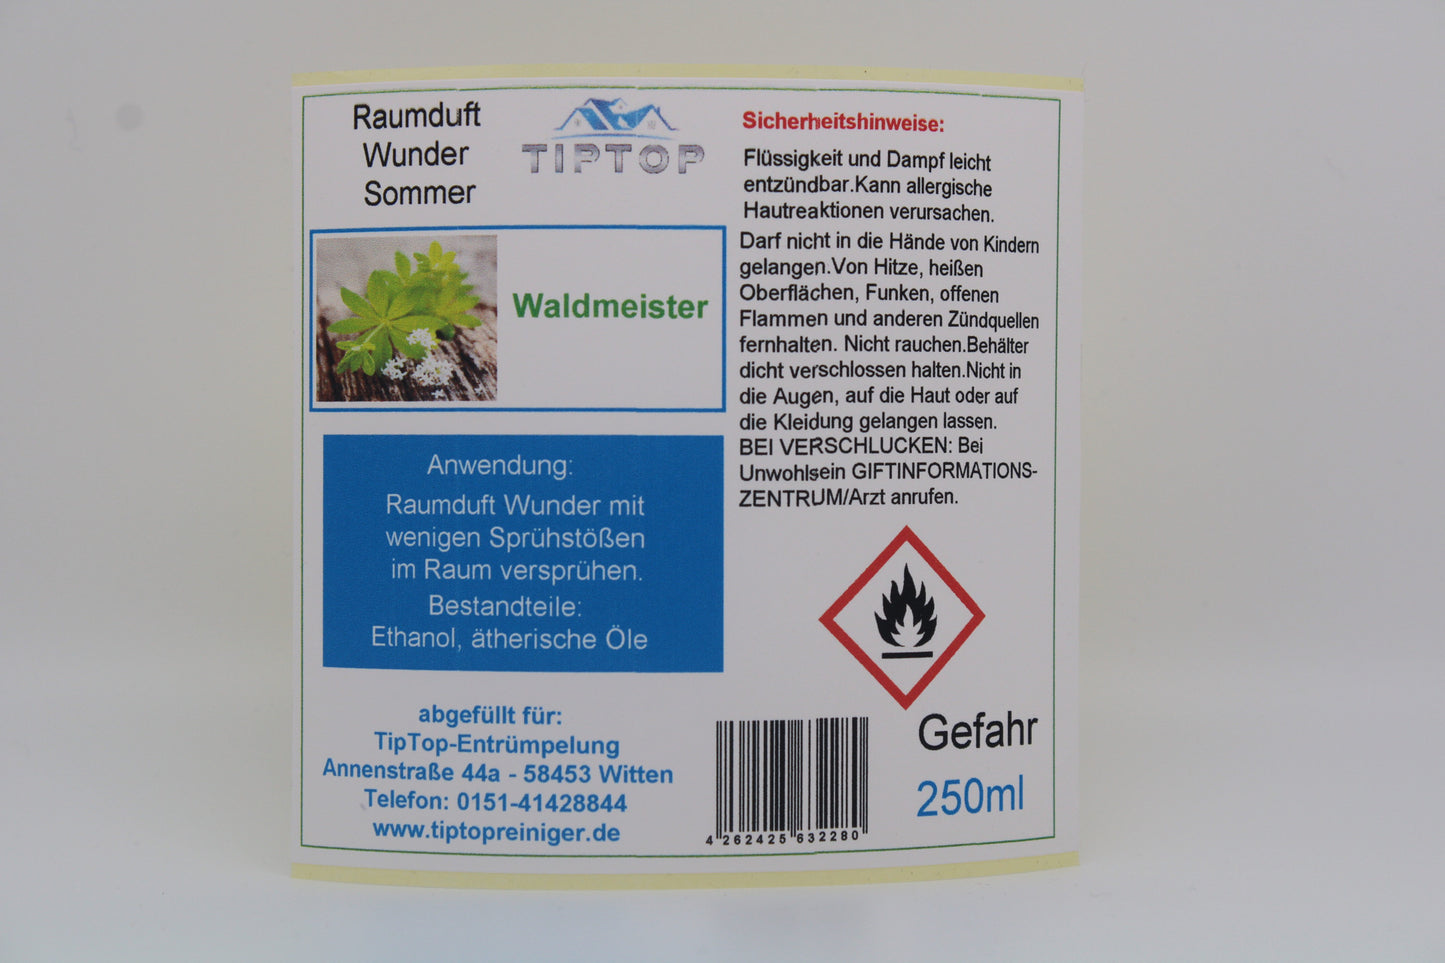 Raumduft
Wunder
Sommer
TIPTOP
Waldmeister
Anwendung:
Raumduft Wunder mit
wenigen Sprühstößen
im Raum versprühen.
Bestandteile:
Ethanol, ätherische Öle
abgefüllt für:
TipTop-Entrümpelung
Annenstraße 44a - 58453 Witten
Telefon: 0151-41428844
www.tiptopreiniger.de
Sicherheitshinweise:
Flüssigkeit und Dampf leicht
entzündbar.Kann allergische
Hautreaktionen verursachen.
Darf nicht in die Hände von Kindern
gelangen.Von Hitze, heißen
Oberflächen, Funken, offenen
Flammen und anderen Zündquellen
fernhalten. Nicht rauchen.Behälter
dicht verschlossen halten.Nicht in
die Augen, auf die Haut oder auf
die Kleidung gelangen lassen.
BEI VERSCHLUCKEN: Bei
Unwohlsein GIFTINFORMATIONS-
ZENTRUM/Arzt anrufen.
Gefahr
250ml
4 262425 632280